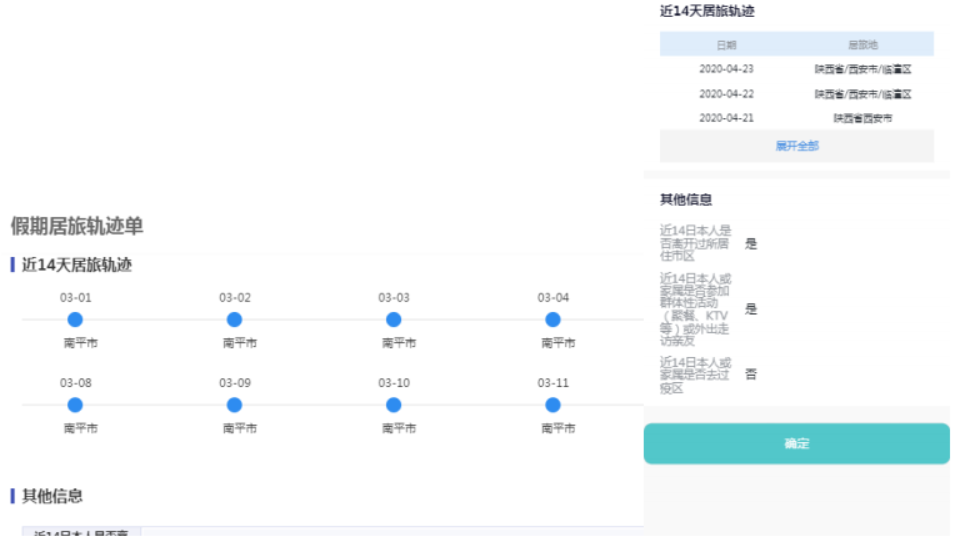 近14天居旅轨迹
日期 居旅地
2020-04-23 陕西省/西安市/临潼区
2020-04-22 陕西省/西安市/临潼区
2020-04-21 陕西省西安市
展开全部
其他信息
近14日本人是
否离开过所居
住市区
是
近14日本人或
家属是否参加
群体性活动
（聚餐、KTV
等）或外出走
访亲友
是
近14日本人或
家属是否去过
疫区
否
确定
假期居旅轨迹单
近14天居旅轨迹
03-01 03-02 03-03 03-04
南平市 南平市 南平市 南平市
03-08 03-09 03-10 03-11
南平市 南平市 南平市 南平市
其他信息
近14日本人是否离